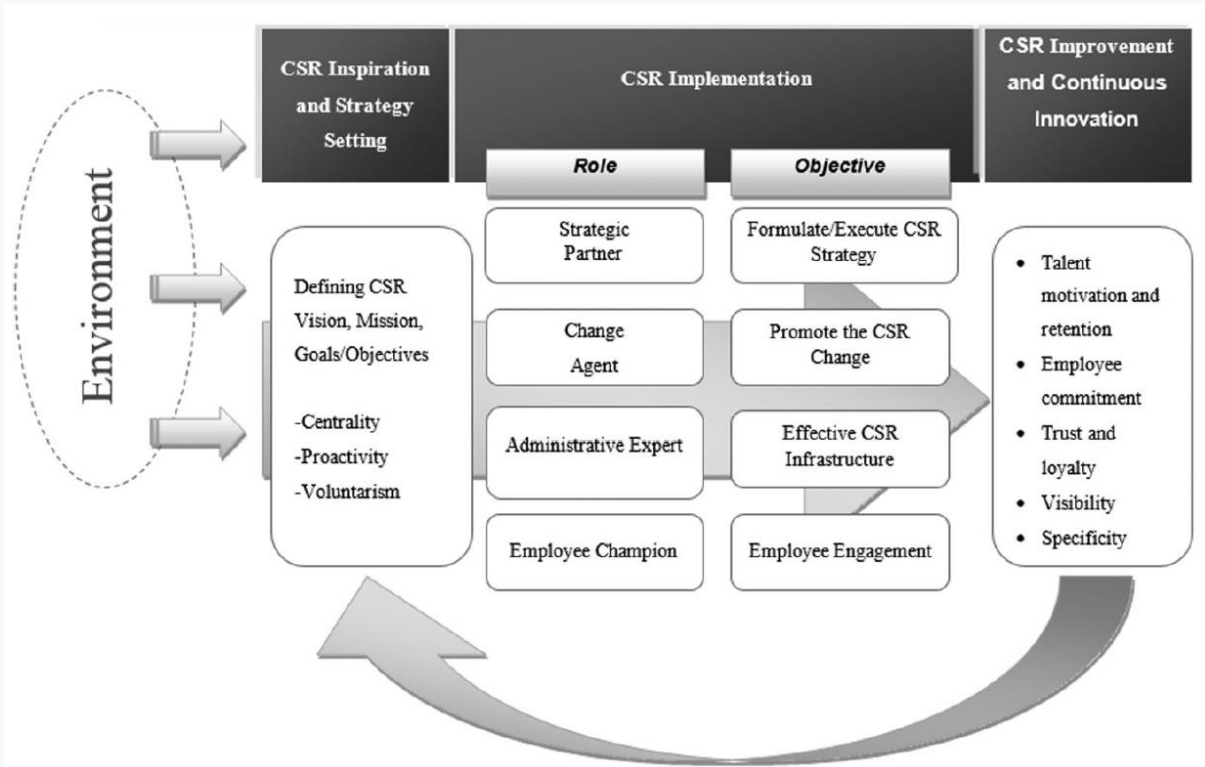 Environment
CSR Inspiration
and Strategy
Setting
CSR Implementation
CSR Improvement
and Continuous
Innovation
Role
Objective
Defining CSR
Vision, Mission,
Goals/Objectives
-Centrality
-Proactivity
-Voluntarism
Strategic
Partner
Formulate/Execute CSR
Strategy
Change
Agent
Promote the CSR
Change
Administrative Expert
Effective CSR
Infrastructure
Employee Champion
Employee Engagement
• Talent
motivation and
retention
• Employee
commitment
• Trust and
loyalty
• Visibility
• Specificity